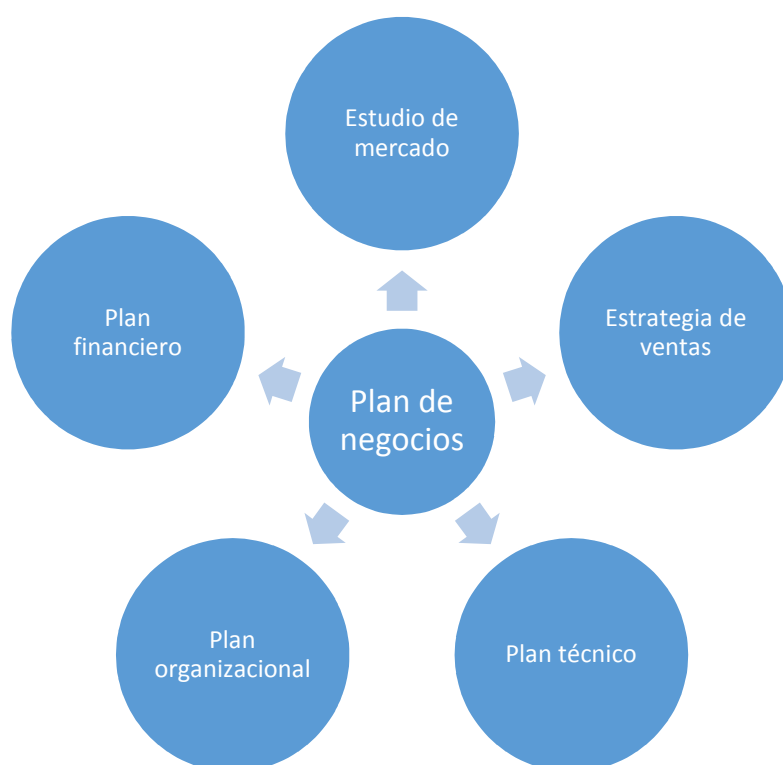 Estudio de
mercado
Estrategia de
ventas
Plan técnico
Plan
organizacional
Plan
financiero
Plan de
negocios